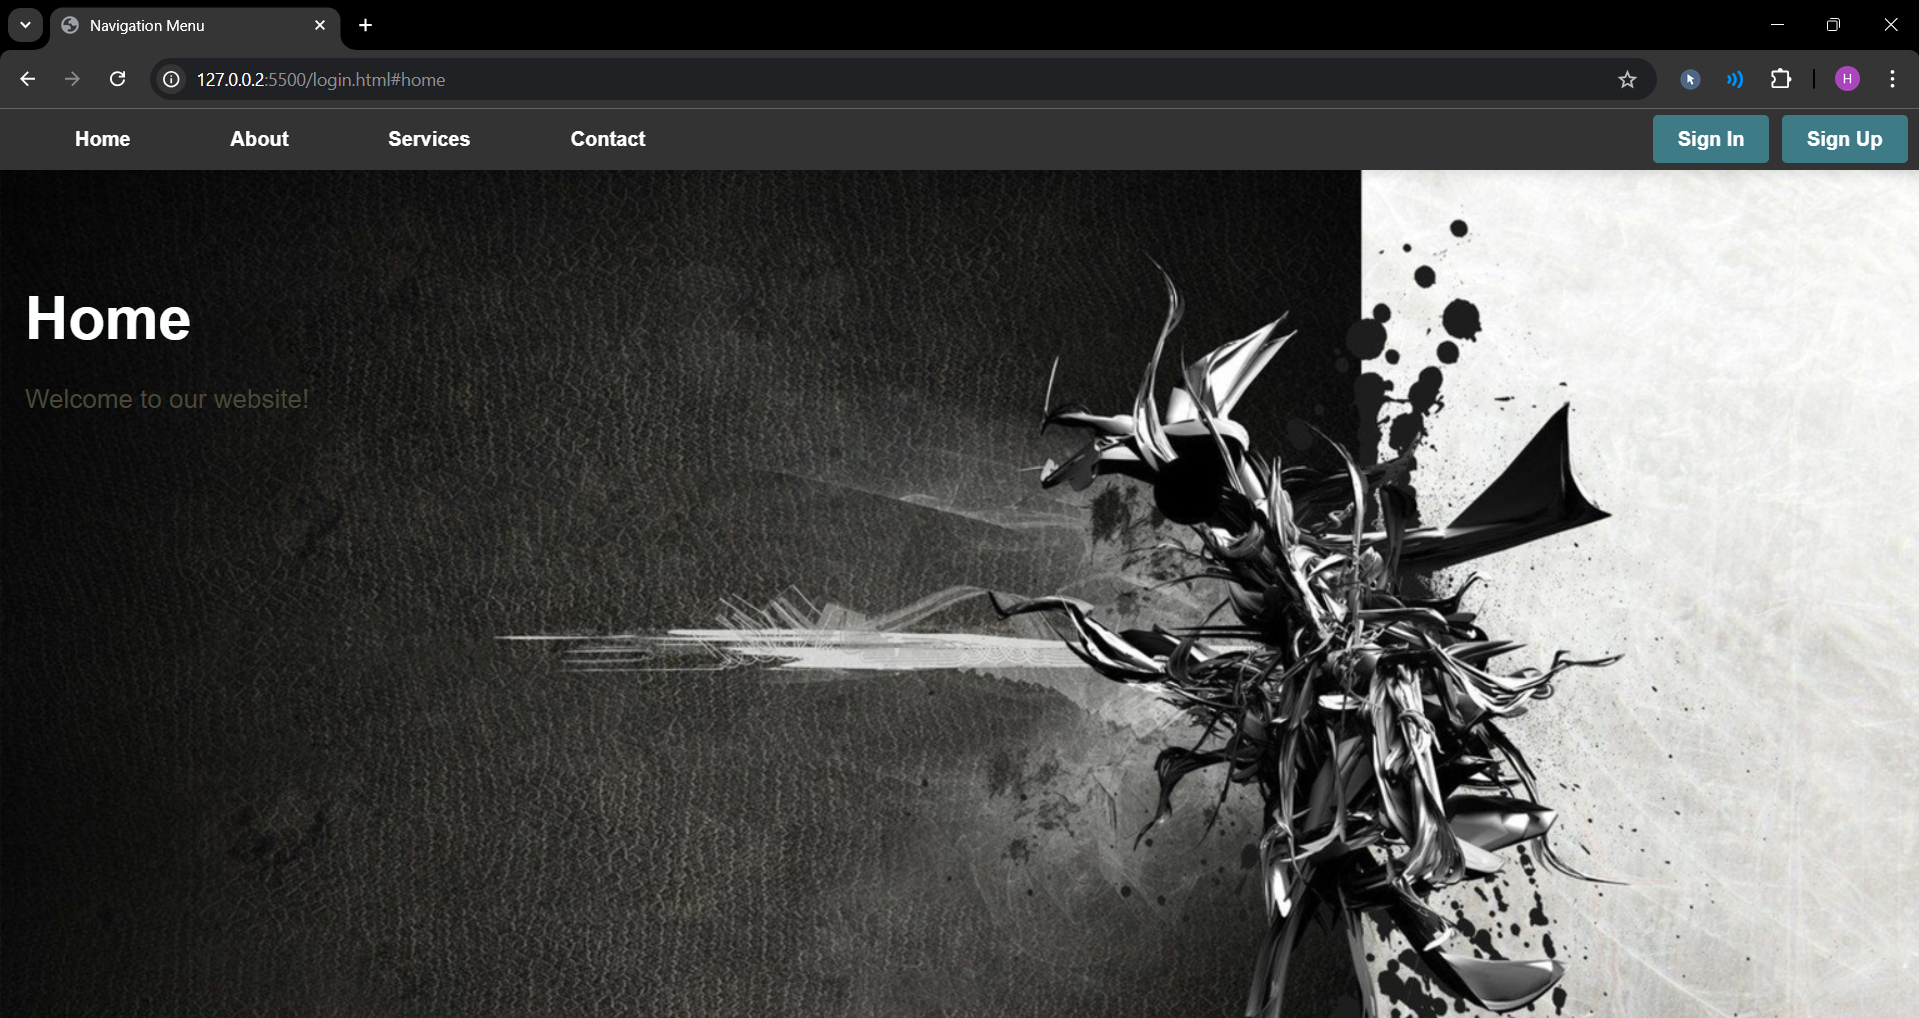 Navigation Menu
127.0.0.2:5500/login.html#home
H
Home About Services Contact Sign In Sign Up
Home
Welcome to our website!